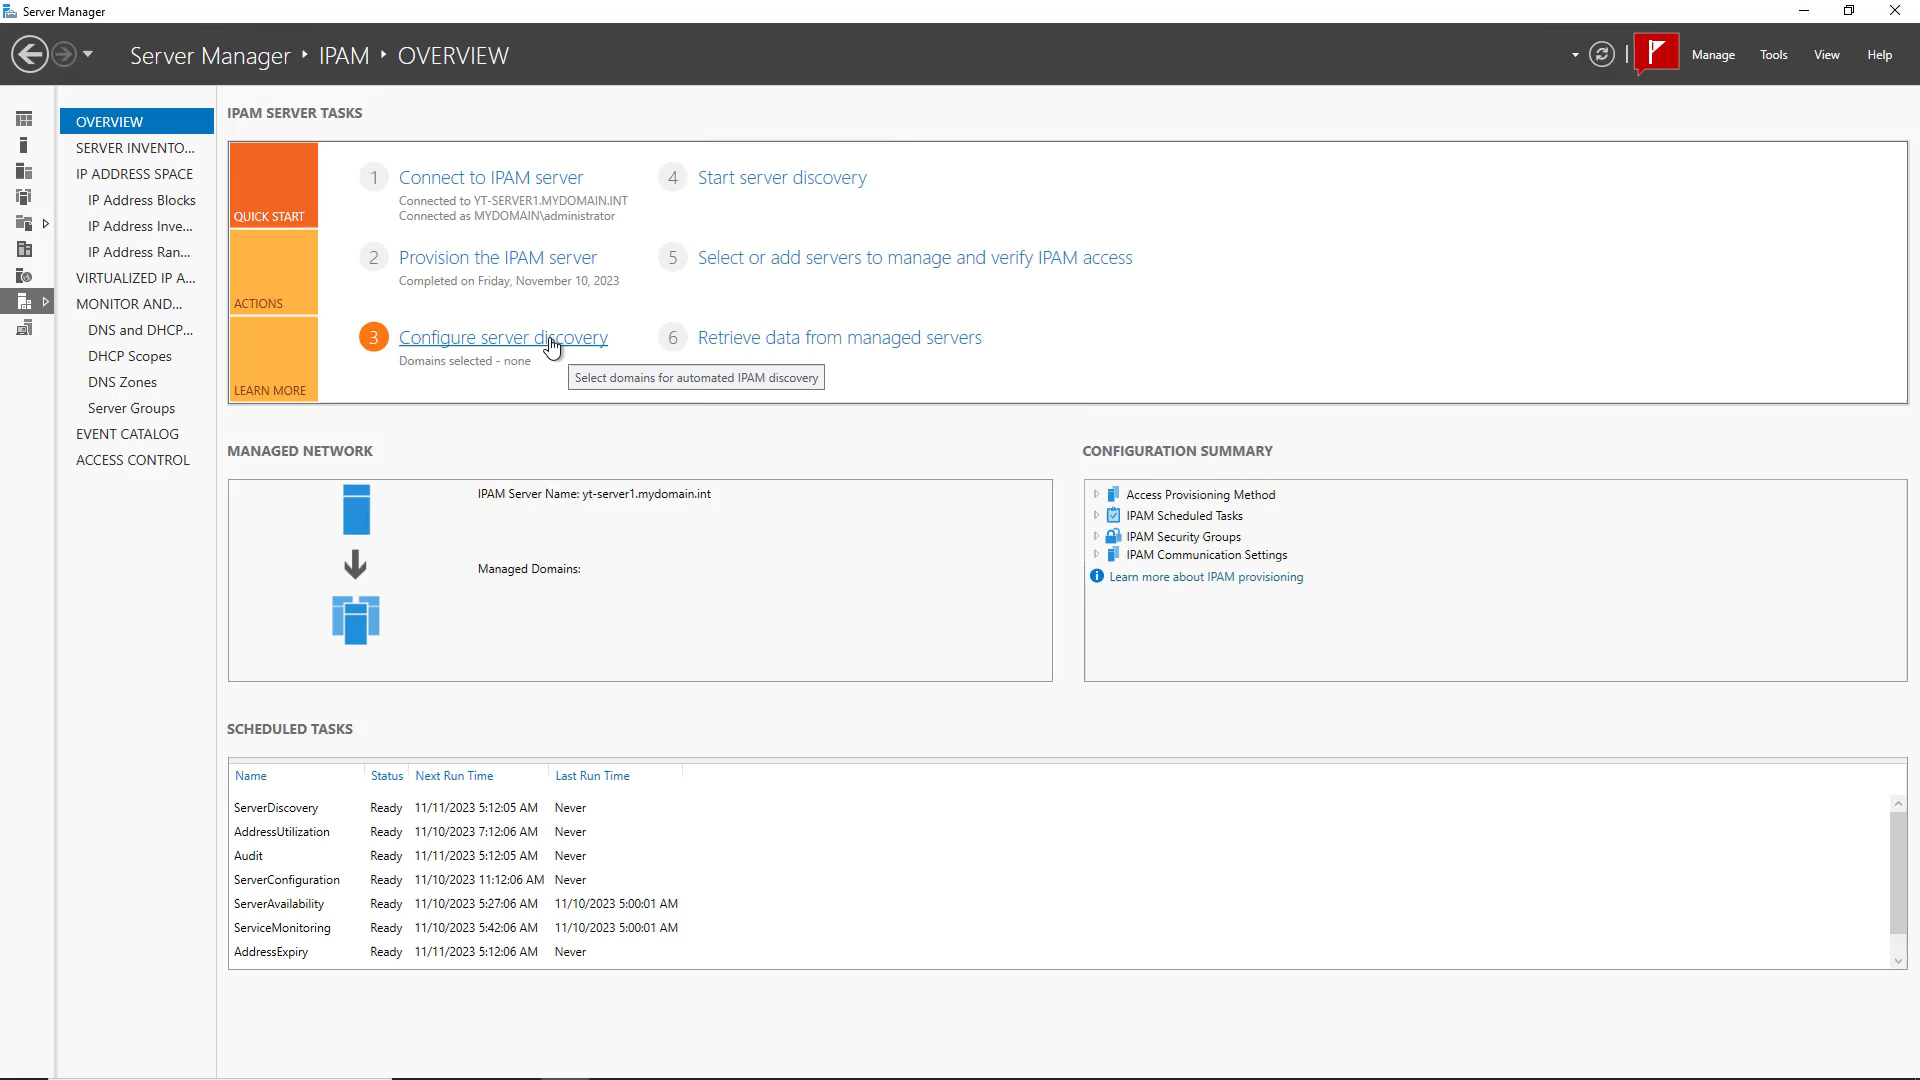 Server Manager
Server Manager ‣ IPAM ‣ OVERVIEW
Manage
Tools
View
Help
OVERVIEW
SERVER INVENTO...
IP ADDRESS SPACE
IP Address Blocks
IP Address Inve...
IP Address Ran...
VIRTUALIZED IP A...
MONITOR AND...
DNS and DHCP...
DHCP Scopes
DNS Zones
Server Groups
EVENT CATALOG
ACCESS CONTROL
IPAM SERVER TASKS
QUICK START
ACTIONS
LEARN MORE
1 Connect to IPAM server
Connected to YT-SERVER1.MYDOMAIN.INT
Connected as MYDOMAIN\administrator
2 Provision the IPAM server
Completed on Friday, November 10, 2023
3 Configure server discovery
Domains selected - none
4 Start server discovery
5 Select or add servers to manage and verify IPAM access
6 Retrieve data from managed servers
Select domains for automated IPAM discovery
MANAGED NETWORK
IPAM Server Name: yt-server1.mydomain.int
Managed Domains:
CONFIGURATION SUMMARY
Access Provisioning Method
IPAM Scheduled Tasks
IPAM Security Groups
IPAM Communication Settings
Learn more about IPAM provisioning
SCHEDULED TASKS
Name Status Next Run Time Last Run Time
ServerDiscovery Ready 11/11/2023 5:12:05 AM Never
AddressUtilization Ready 11/10/2023 7:12:06 AM Never
Audit Ready 11/11/2023 5:12:05 AM Never
ServerConfiguration Ready 11/10/2023 11:12:06 AM Never
ServerAvailability Ready 11/10/2023 5:27:06 AM 11/10/2023 5:00:01 AM
ServiceMonitoring Ready 11/10/2023 5:42:06 AM 11/10/2023 5:00:01 AM
AddressExpiry Ready 11/11/2023 5:12:06 AM Never